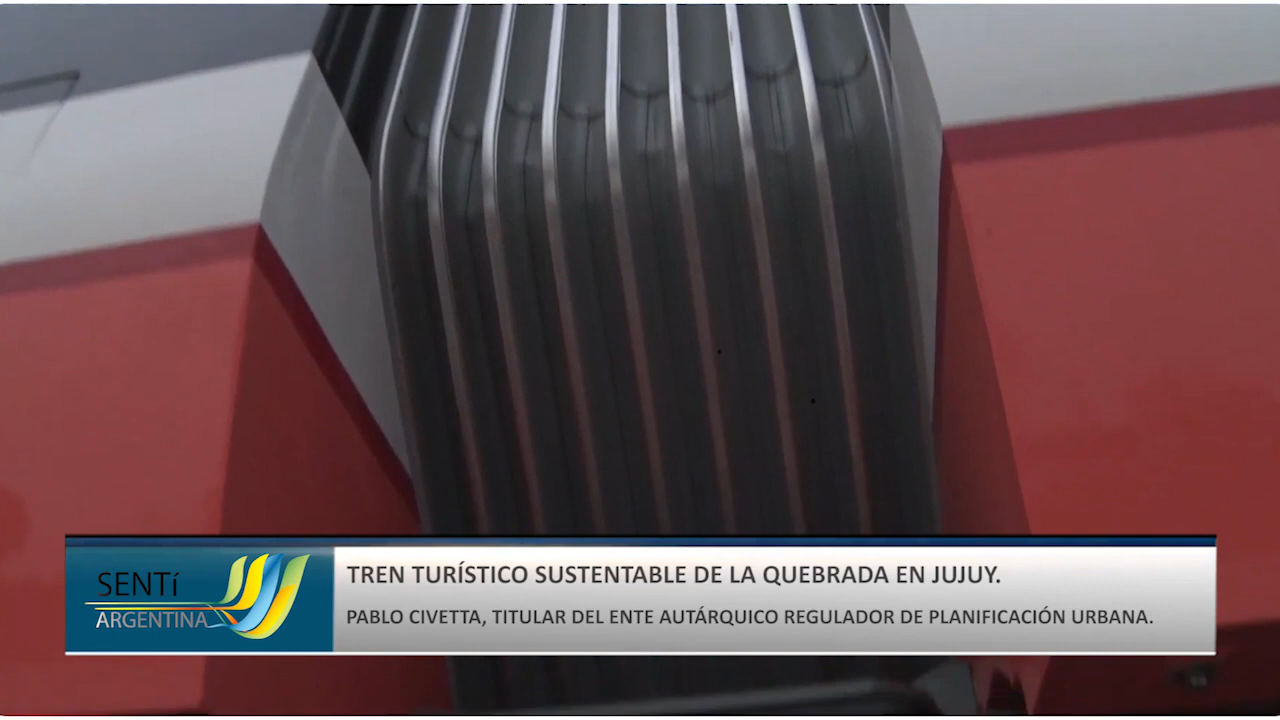 SENTí
ARGENTINA
TREN TURÍSTICO SUSTENTABLE DE LA QUEBRADA EN JUJUY.
PABLO CIVETTA, TITULAR DEL ENTE AUTÁRQUICO REGULADOR DE PLANIFICACIÓN URBANA.